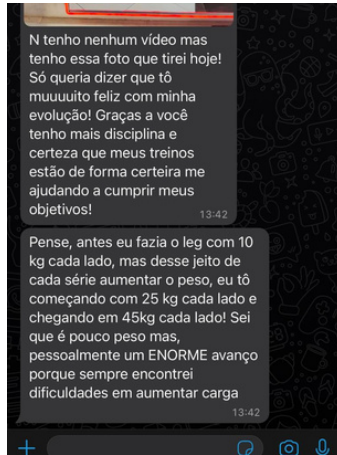 N tenho nenhum vídeo mas
tenho essa foto que tirei hoje!
Só queria dizer que tô
muuuuito feliz com minha
evolução! Graças a você
tenho mais disciplina e
certeza que meus treinos
estão de forma certeira me
ajudando a cumprir meus
objetivos!
13:42
Pense, antes eu fazia o leg com 10
kg cada lado, mas desse jeito de
cada série aumentar o peso, eu tô
começando com 25 kg cada lado e
chegando em 45kg cada lado! Sei
que é pouco peso mas,
pessoalmente um ENORME avanço
porque sempre encontrei
dificuldades em aumentar carga
13:42